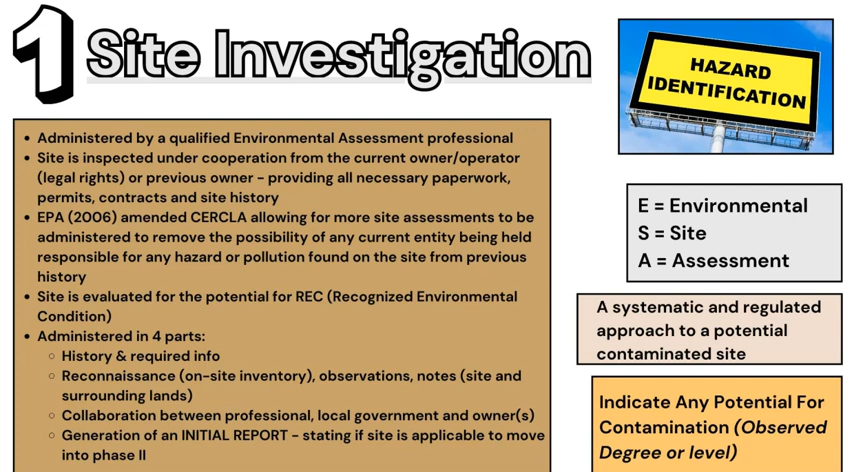 1 Site Investigation
HAZARD
IDENTIFICATION
• Administered by a qualified Environmental Assessment professional
• Site is inspected under cooperation from the current owner/operator
(legal rights) or previous owner - providing all necessary paperwork,
permits, contracts and site history
• EPA (2006) amended CERCLA allowing for more site assessments to be
administered to remove the possibility of any current entity being held
responsible for any hazard or pollution found on the site from previous
history
• Site is evaluated for the potential for REC (Recognized Environmental
Condition)
• Administered in 4 parts:
○ History & required info
○ Reconnaissance (on-site inventory), observations, notes (site and
surrounding lands)
○ Collaboration between professional, local government and owner(s)
○ Generation of an INITIAL REPORT - stating if site is applicable to move
into phase II
E = Environmental
S = Site
A = Assessment
A systematic and regulated
approach to a potential
contaminated site
Indicate Any Potential For
Contamination (Observed
Degree or level)